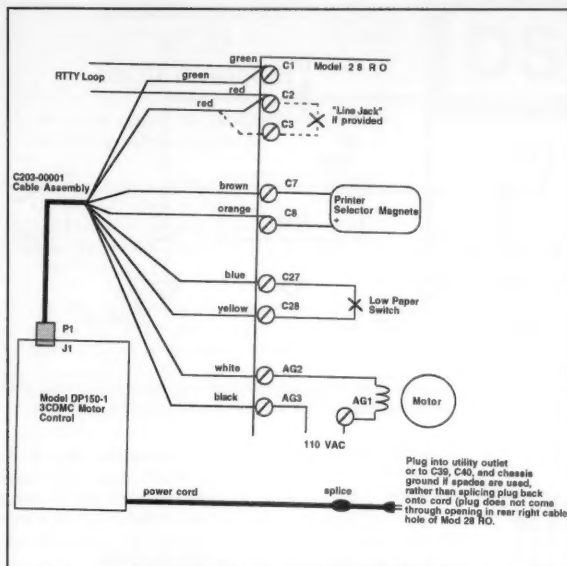 green
C1
Model 28 RO
RTTY Loop
green
red
C2
red
"Line Jack"
if provided
C3
C203-00001
Cable Assembly
brown
C7
Printer
Selector Magnets
+
orange
C8
blue
C27
yellow
C28
Low Paper
Switch
P1
J1
white
AG2
Model DP150-1
3CDMC Motor
Control
black
AG3
AG1
Motor
110 VAC
Plug into utility outlet
or to C39, C40, and chassis
ground if spades are used,
rather than splicing plug back
onto cord (plug does not come
through opening in rear right cable
hole of Mod 28 RO.
power cord
splice